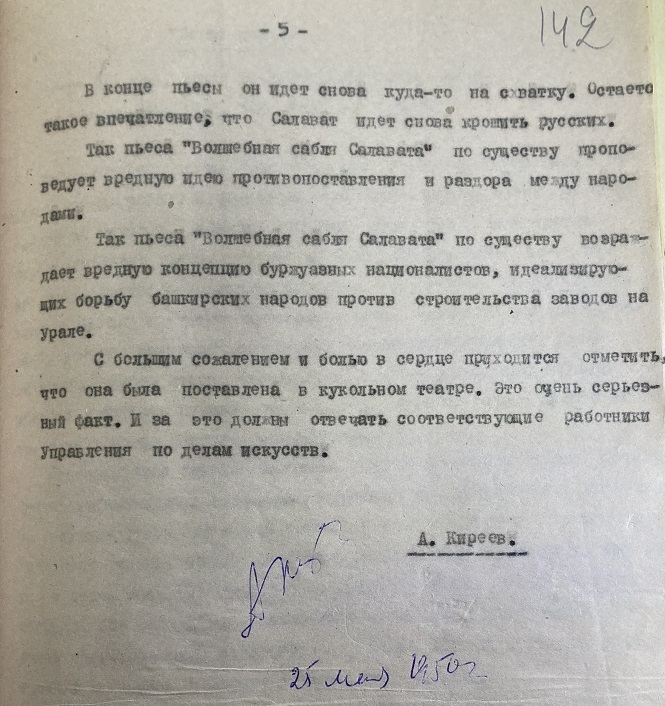 - 5 -
142
В конце пьесы он идет снова куда-то на схватку. Остаетс
такое впечатление, что Салават идет снова крошить русских.
Так пьеса "Волшебная сабля Салавата" по существу пропо-
ведует вредную идею противопоставления и раздора между наро-
дами.
Так пьеса "Волшебная сабля Салавата" по существу возраж-
дает вредную концепцию буржуазных националистов, идеализирую-
щих борьбу башкирских народов против строительства заводов на
Урале.
С большим сожалением и болью в сердце приходится отметить,
что она была поставлена в кукольном театре. Это очень серьез-
ный факт. И за это должны отвечать соответствующие работники
Управления по делам искусств.
А. Киреев.
25 мая 1950г